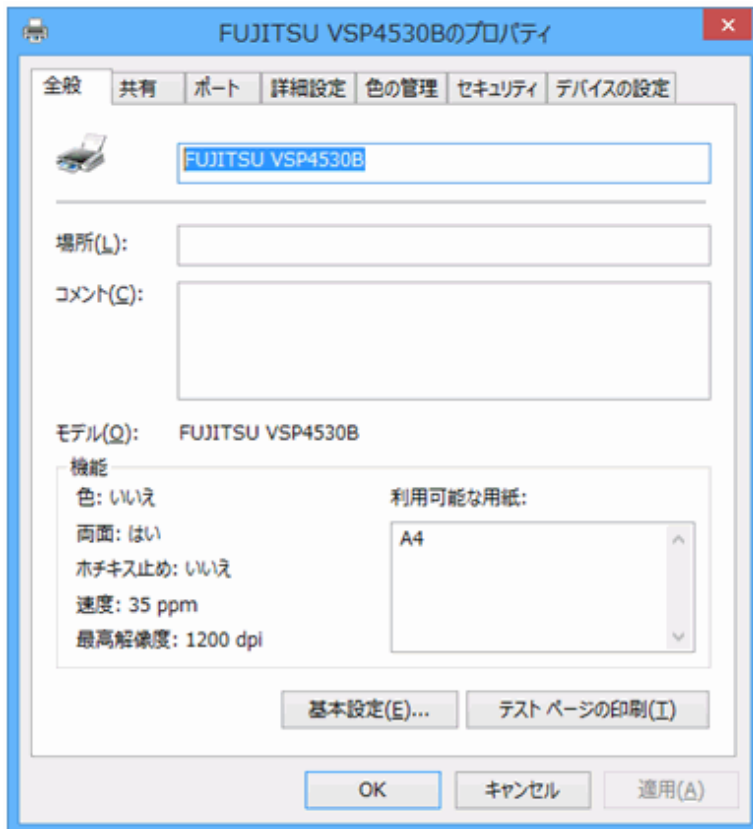 FUJITSU VSP4530Bのプロパティ
全般 共有 ポート 詳細設定 色の管理 セキュリティ デバイスの設定
FUJITSU VSP4530B
場所(L):
コメント(C):
モデル(O): FUJITSU VSP4530B
機能
色: いいえ
両面: はい
ホチキス止め: いいえ
速度: 35 ppm
最高解像度: 1200 dpi
利用可能な用紙:
A4
基本設定(E)... テスト ページの印刷(T)
OK キャンセル 適用(A)